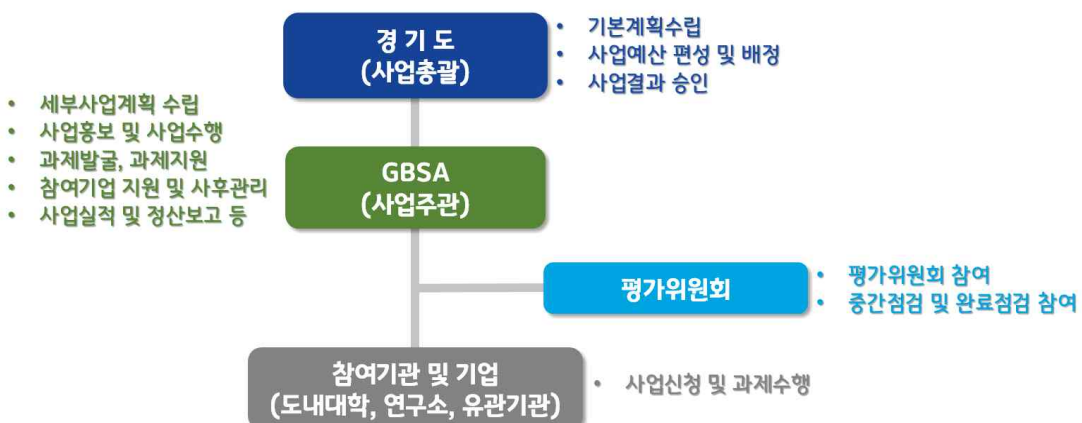 경 기 도
(사업총괄)
• 기본계획수립
• 사업예산 편성 및 배정
• 사업결과 승인
• 세부사업계획 수립
• 사업홍보 및 사업수행
• 과제발굴, 과제지원
• 참여기업 지원 및 사후관리
• 사업실적 및 정산보고 등
GBSA
(사업주관)
평가위원회
• 평가위원회 참여
• 중간점검 및 완료점검 참여
참여기관 및 기업
(도내대학, 연구소, 유관기관)
• 사업신청 및 과제수행